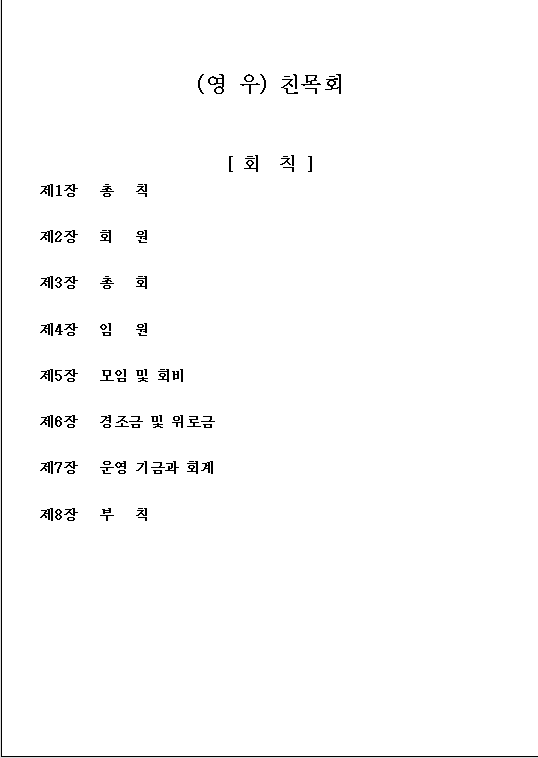 (영 우) 친목회
[ 회 칙 ]
제1장 총 칙
제2장 회 원
제3장 총 회
제4장 임 원
제5장 모임 및 회비
제6장 경조금 및 위로금
제7장 운영 기금과 회계
제8장 부 칙